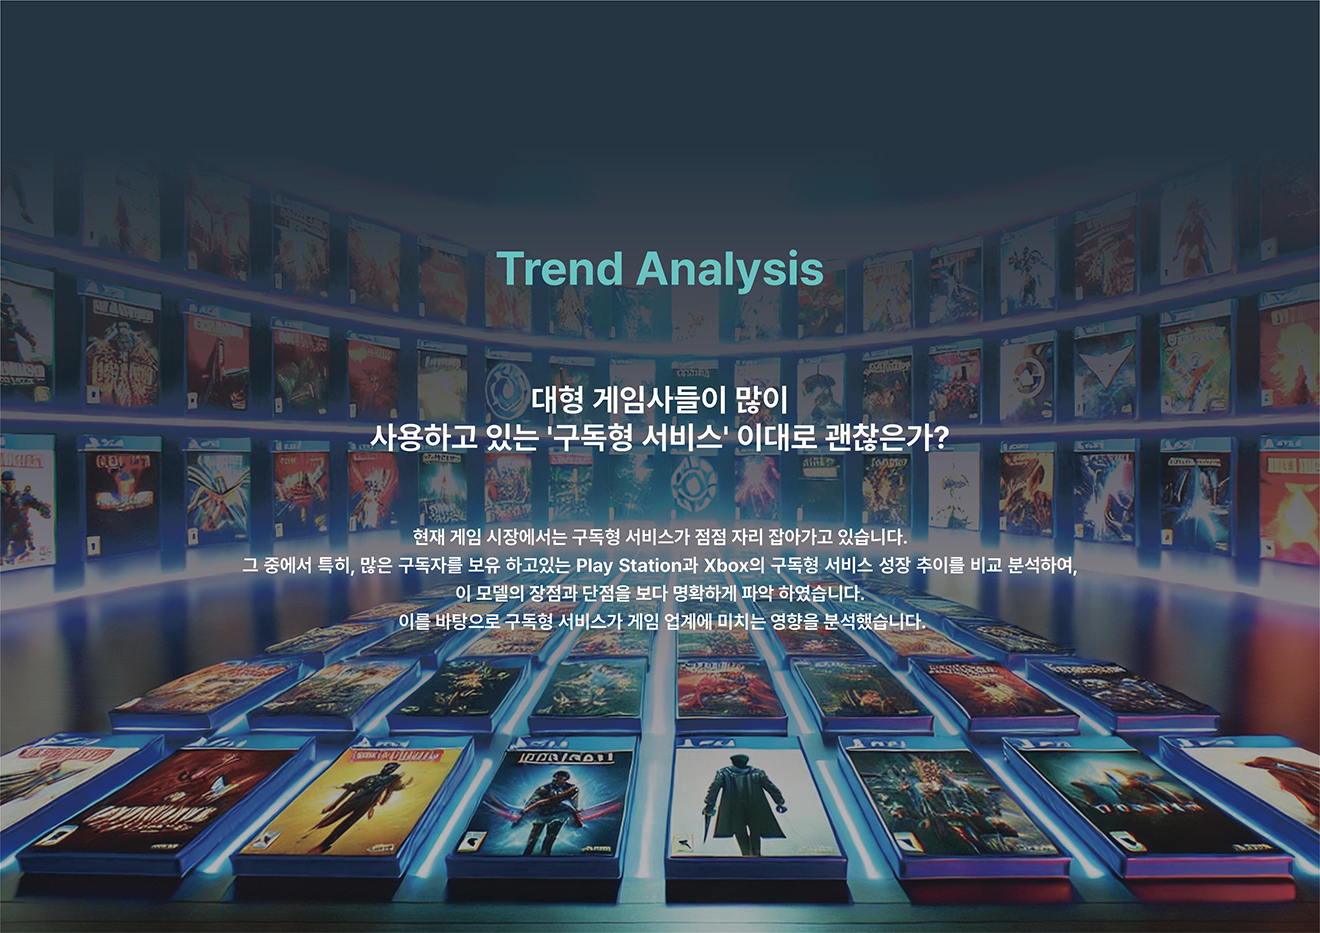 Trend Analysis
대형 게임사들이 많이
사용하고 있는 '구독형 서비스' 이대로 괜찮은가?
현재 게임 시장에서는 구독형 서비스가 점점 자리 잡아가고 있습니다.
그 중에서 특히, 많은 구독자를 보유 하고있는 Play Station과 Xbox의 구독형 서비스 성장 추이를 비교 분석하여,
이 모델의 장점과 단점을 보다 명확하게 파악 하였습니다.
이를 바탕으로 구독형 서비스가 게임 업계에 미치는 영향을 분석했습니다.